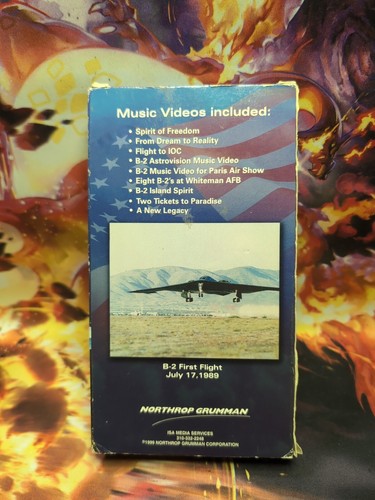 Music Videos included:
• Spirit of Freedom
• From Dream to Reality
• Flight to IOC
• B-2 Astrovision Music Video
• B-2 Music Video for Paris Air Show
• Eight B-2's at Whiteman AFB
• B-2 Island Spirit
• Two Tickets to Paradise
• A New Legacy
B-2 First Flight
July 17,1989
NORTHROP GRUMMAN
ISA MEDIA SERVICES
©1999 NORTHROP GRUMMAN CORPORATION